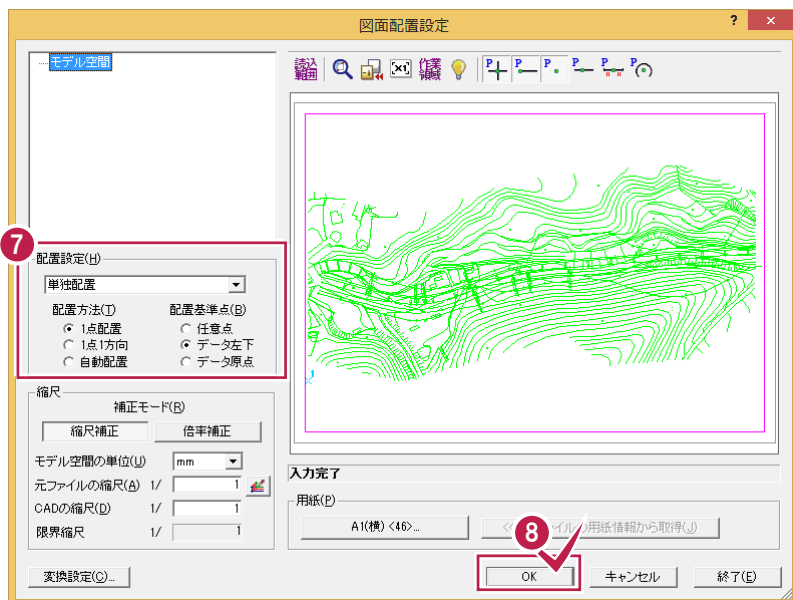 図面配置設定
? ×
モデル空間
読込範囲 [×1] 作業領域 P P P P P P
7
配置設定(H)
単独配置
配置方法(T) 配置基準点(B)
1点配置 任意点
1点1方向 データ左下
自動配置 データ原点
縮尺
補正モード(R)
縮尺補正 倍率補正
モデル空間の単位(U) mm
元ファイルの縮尺(A) 1/ 1
CADの縮尺(D) 1/ 1
限界縮尺 1/ 1
1
入力完了
用紙(P)
A1(横) <46>... << ァイルの用紙情報から取得(J)
8
変換設定(C)... OK キャンセル 終了(E)